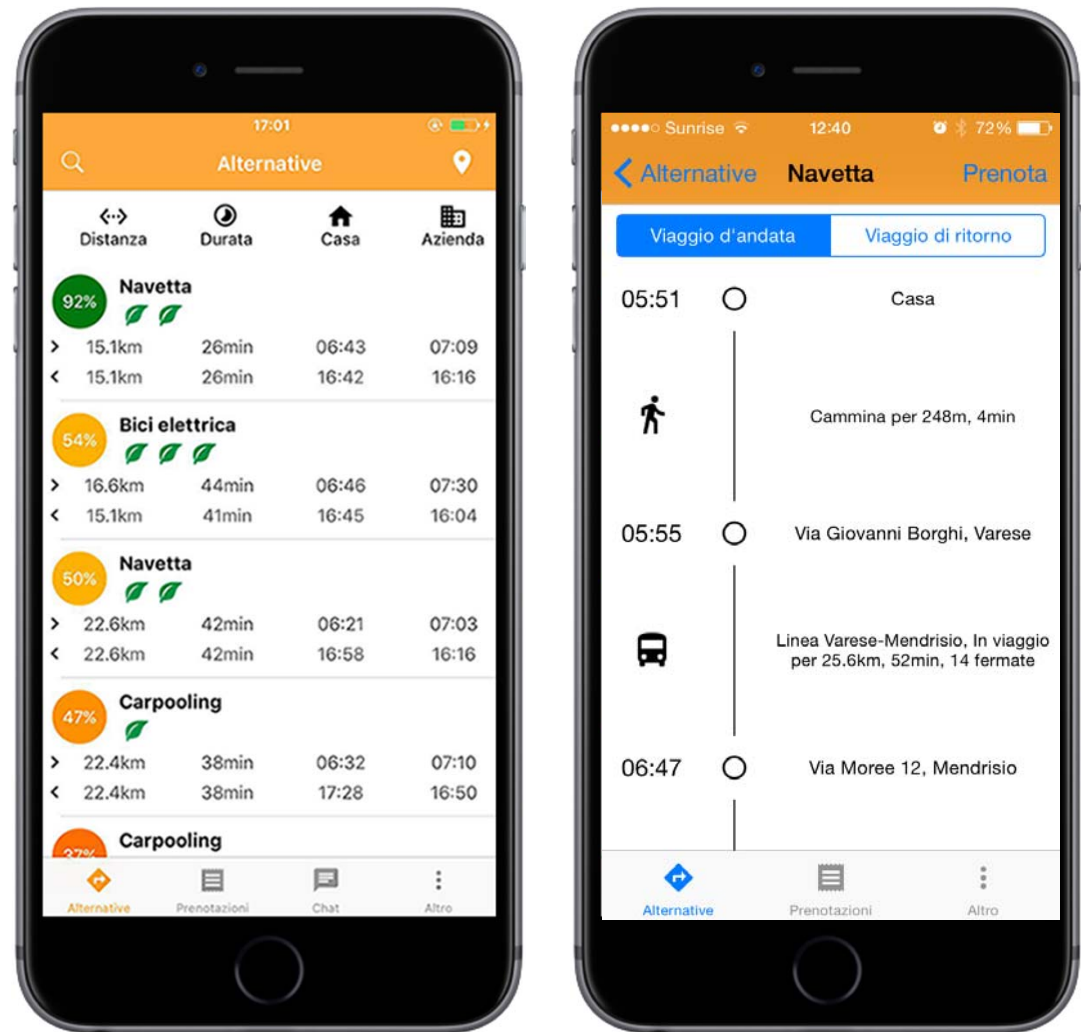 17:01
Alternative
Distanza Durata Casa Azienda
92% Navetta
> 15.1km 26min 06:43 07:09
< 15.1km 26min 16:42 16:16
54% Bici elettrica
> 16.6km 44min 06:46 07:30
< 15.1km 41min 16:45 16:04
50% Navetta
> 22.6km 42min 06:21 07:03
< 22.6km 42min 16:58 16:16
47% Carpooling
> 22.4km 38min 06:32 07:10
< 22.4km 38min 17:28 16:50
37% Carpooling
Alternative Prenotazioni Chat Altro
Sunrise 12:40 72%
Alternative Navetta Prenota
Viaggio d'andata Viaggio di ritorno
05:51 Casa
Cammina per 248m, 4min
05:55 Via Giovanni Borghi, Varese
Linea Varese-Mendrisio, In viaggio
per 25.6km, 52min, 14 fermate
06:47 Via Moree 12, Mendrisio
Alternative Prenotazioni Altro